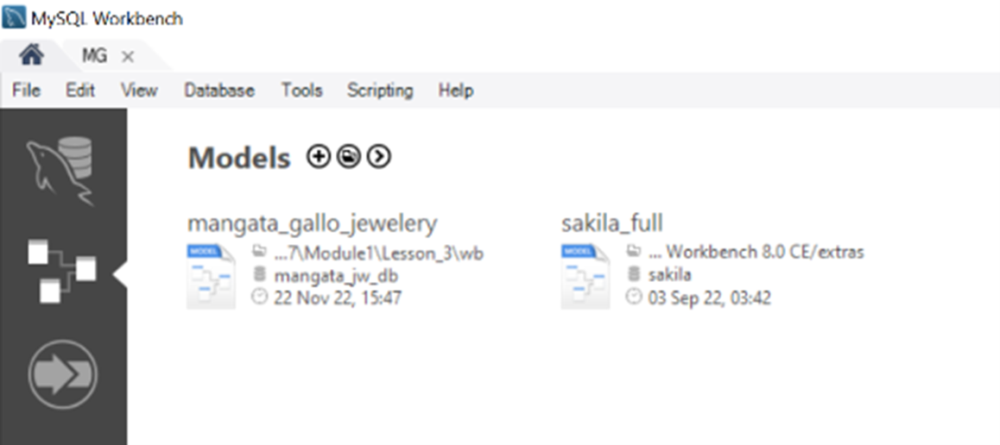 MySQL Workbench
MG
File Edit View Database Tools Scripting Help
Models
mangata_gallo_jewelery
MODEL
...7\Module1\Lesson_3\wb
mangata_jw_db
22 Nov 22, 15:47
sakila_full
MODEL
... Workbench 8.0 CE/extras
sakila
03 Sep 22, 03:42